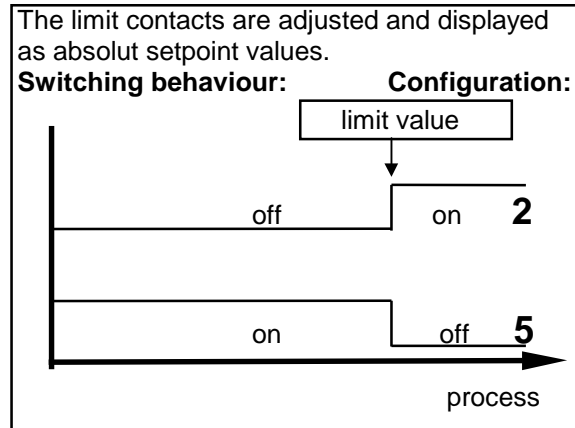 The limit contacts are adjusted and displayed
as absolut setpoint values.
Switching behaviour: Configuration:
limit value
off on 2
on off 5
process